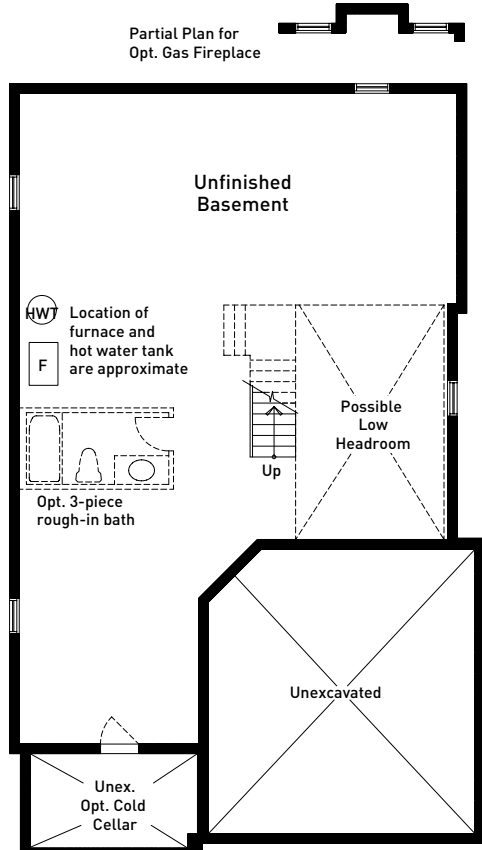 Partial Plan for
Opt. Gas Fireplace
Unfinished
Basement
HWT
Location of
furnace and
hot water tank
are approximate
F
Possible
Low
Headroom
Up
Opt. 3-piece
rough-in bath
Unexcavated
Unex.
Opt. Cold
Cellar